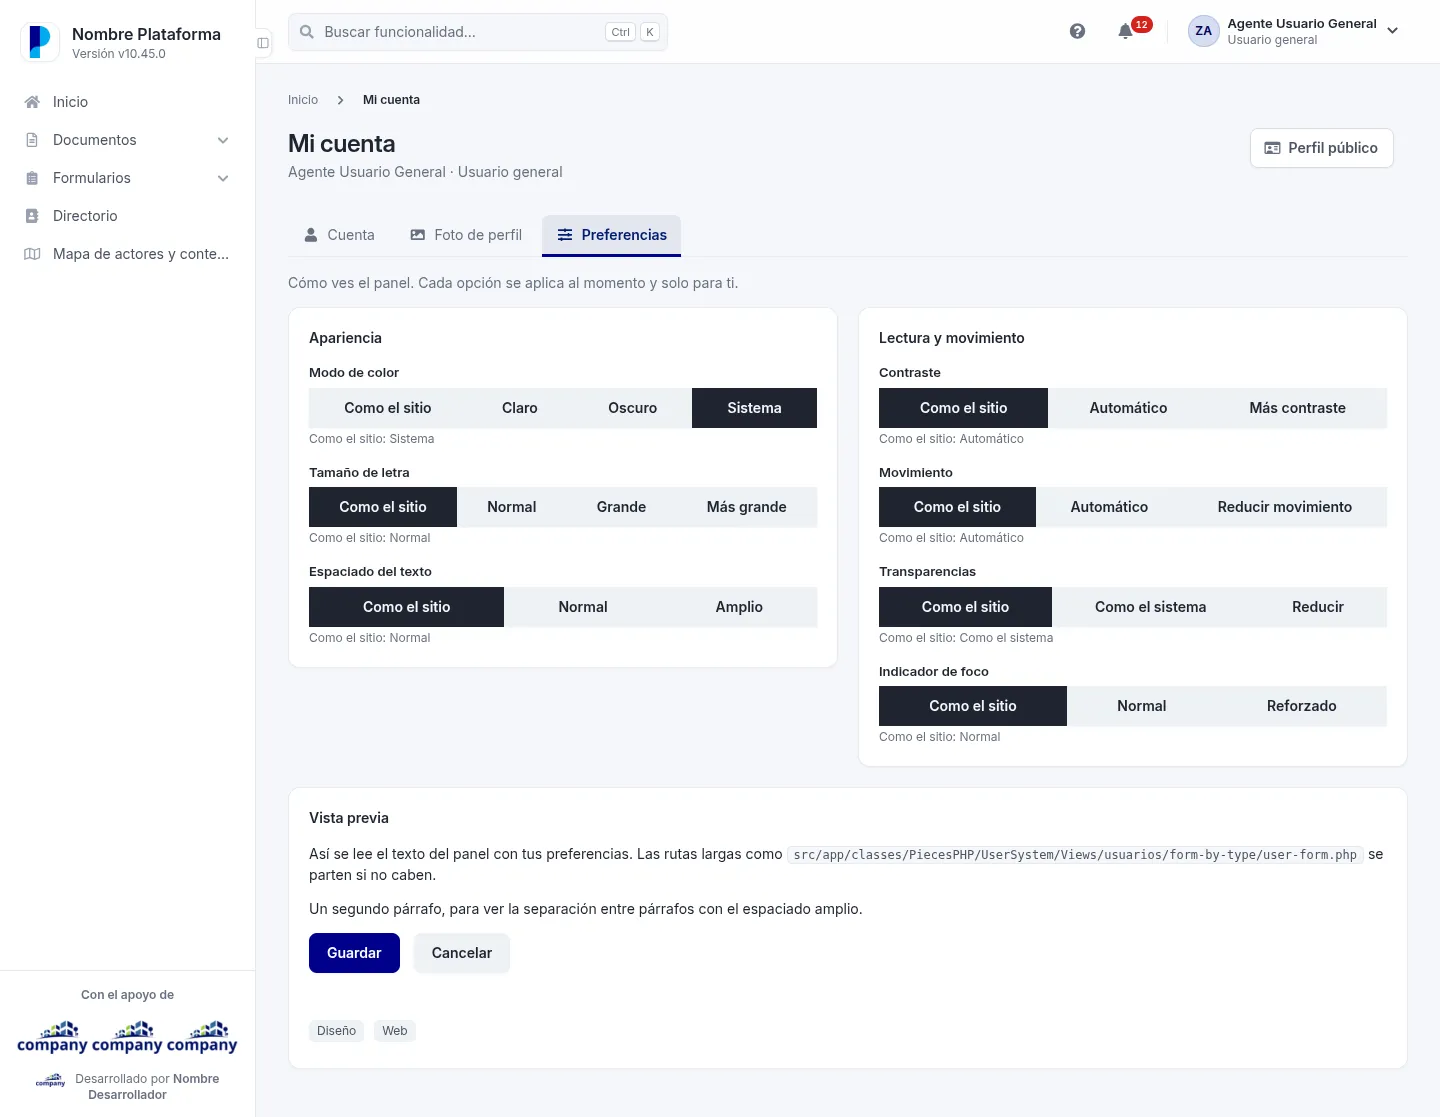 Nombre Plataforma
Versión v10.45.0
Inicio
Documentos
Formularios
Directorio
Mapa de actores y conte...
Con el apoyo de
company company company
company Desarrollado por Nombre
Desarrollador
Buscar funcionalidad... Ctrl K
12
ZA
Agente Usuario General
Usuario general
Inicio > Mi cuenta
Mi cuenta
Agente Usuario General · Usuario general
Perfil público
Cuenta Foto de perfil Preferencias
Cómo ves el panel. Cada opción se aplica al momento y solo para ti.
Apariencia
Modo de color
Como el sitio Claro Oscuro Sistema
Como el sitio: Sistema
Tamaño de letra
Como el sitio Normal Grande Más grande
Como el sitio: Normal
Espaciado del texto
Como el sitio Normal Amplio
Como el sitio: Normal
Lectura y movimiento
Contraste
Como el sitio Automático Más contraste
Como el sitio: Automático
Movimiento
Como el sitio Automático Reducir movimiento
Como el sitio: Automático
Transparencias
Como el sitio Como el sistema Reducir
Como el sitio: Como el sistema
Indicador de foco
Como el sitio Normal Reforzado
Como el sitio: Normal
Vista previa
Así se lee el texto del panel con tus preferencias. Las rutas largas como src/app/classes/PiecesPHP/UserSystem/Views/usuarios/form-by-type/user-form.php se
parten si no caben.
Un segundo párrafo, para ver la separación entre párrafos con el espaciado amplio.
Guardar Cancelar
Diseño Web